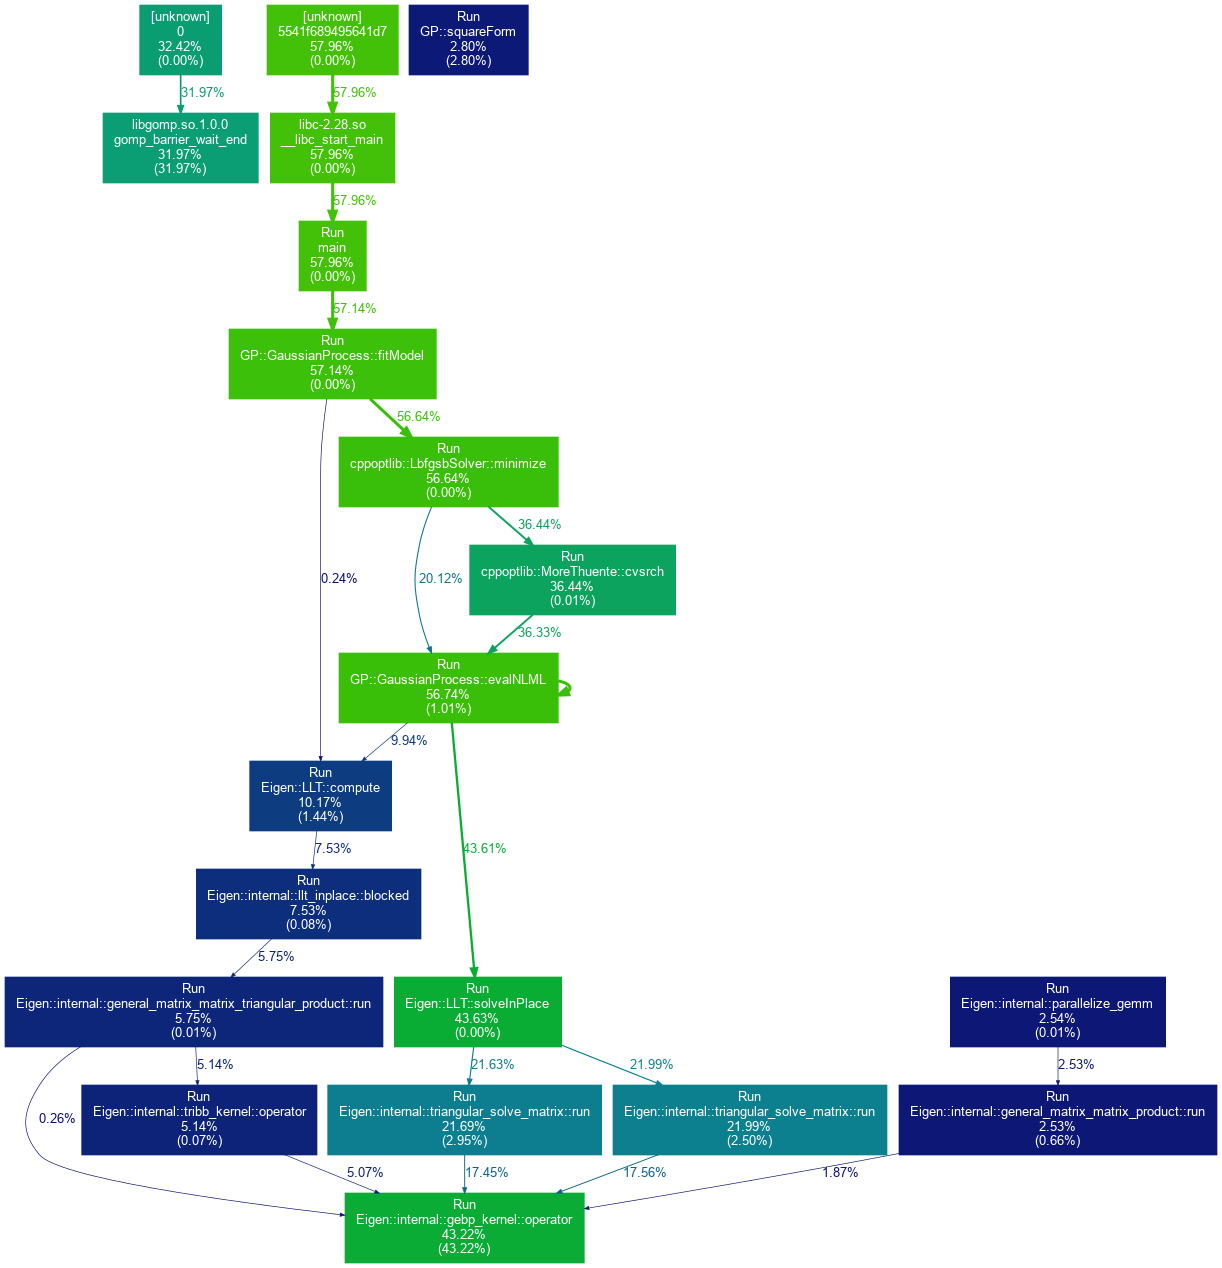 [unknown]
0
32.42%
(0.00%)
[unknown]
5541f689495641d7
57.96%
(0.00%)
Run
GP::squareForm
2.80%
(2.80%)
31.97%
57.96%
libgomp.so.1.0.0
gomp_barrier_wait_end
31.97%
(31.97%)
libc-2.28.so
__libc_start_main
57.96%
(0.00%)
57.96%
Run
main
57.96%
(0.00%)
57.14%
Run
GP::GaussianProcess::fitModel
57.14%
(0.00%)
56.64%
Run
cppoptlib::LbfgsbSolver::minimize
56.64%
(0.00%)
36.44%
0.24%
20.12%
Run
cppoptlib::MoreThuente::cvsrch
36.44%
(0.01%)
36.33%
Run
GP::GaussianProcess::evalNLML
56.74%
(1.01%)
9.94%
Run
Eigen::LLT::compute
10.17%
(1.44%)
7.53%
43.61%
Run
Eigen::internal::llt_inplace::blocked
7.53%
(0.08%)
5.75%
Run
Eigen::internal::general_matrix_matrix_triangular_product::run
5.75%
(0.01%)
Run
Eigen::LLT::solveInPlace
43.63%
(0.00%)
Run
Eigen::internal::parallelize_gemm
2.54%
(0.01%)
5.14%
21.63%
21.99%
2.53%
0.26%
Run
Eigen::internal::tribb_kernel::operator
5.14%
(0.07%)
Run
Eigen::internal::triangular_solve_matrix::run
21.69%
(2.95%)
Run
Eigen::internal::triangular_solve_matrix::run
21.99%
(2.50%)
Run
Eigen::internal::general_matrix_matrix_product::run
2.53%
(0.66%)
5.07%
17.45%
17.56%
1.87%
Run
Eigen::internal::gebp_kernel::operator
43.22%
(43.22%)